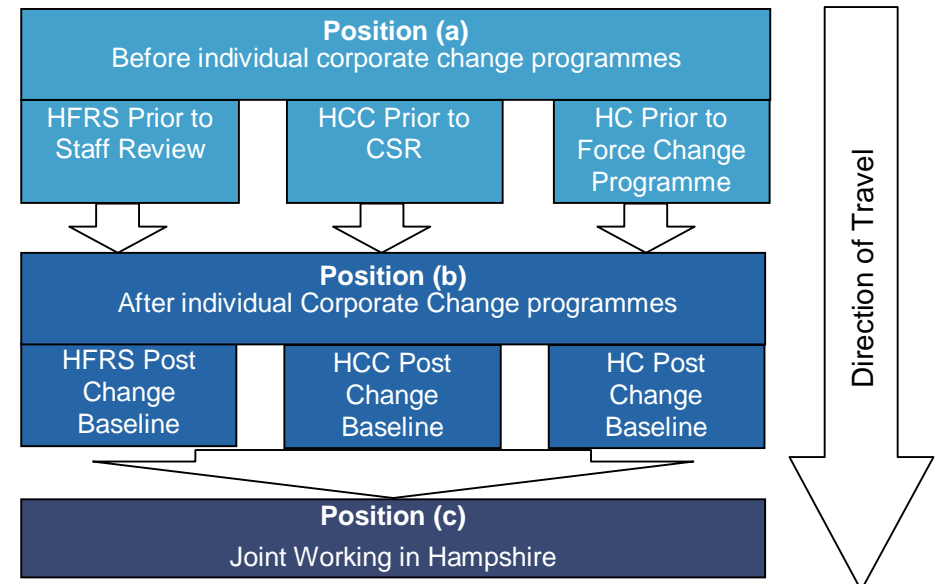 Position (a)
Before individual corporate change programmes
HFRS Prior to
Staff Review
HCC Prior to
CSR
HC Prior to
Force Change
Programme
Position (b)
After individual Corporate Change programmes
HFRS Post
Change
Baseline
HCC Post
Change
Baseline
HC Post
Change
Baseline
Position (c)
Joint Working in Hampshire
Direction of Travel